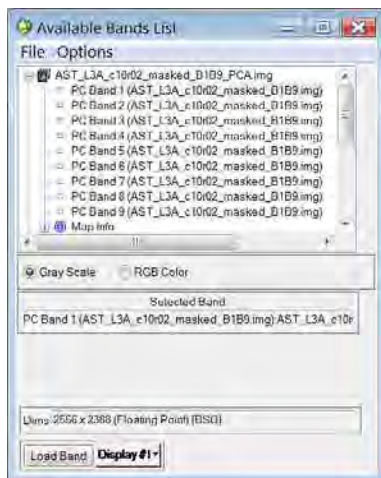 Available Bands List
File Options
AST_L3A_c10r02_masked_B1B9_PCA.img
PC Band 1 (AST_L3A_c10r02_masked_B1B9.img)
PC Band 2 (AST_L3A_c10r02_masked_B1B9.img)
PC Band 3 (AST_L3A_c10r02_masked_B1B9.img)
PC Band 4 (AST_L3A_c10r02_masked_B1B9.img)
PC Band 5 (AST_L3A_c10r02_masked_B1B9.img)
PC Band 6 (AST_L3A_c10r02_masked_B1B9.img)
PC Band 7 (AST_L3A_c10r02_masked_B1B9.img)
PC Band 8 (AST_L3A_c10r02_masked_B1B9.img)
PC Band 9 (AST_L3A_c10r02_masked_B1B9.img)
Map Info
Gray Scale RGB Color
Selected Band
PC Band 1 (AST_L3A_c10r02_masked_B1B9.img):AST_L3A_c10r
Dims 2556 x 2388 (Floating Point) [BSQ]
Load Band Display #1